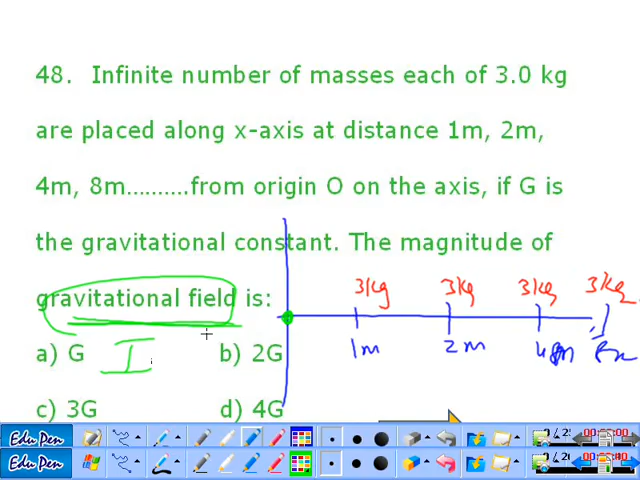 48. Infinite number of masses each of 3.0 kg
are placed along x-axis at distance 1m, 2m,
4m, 8m..........from origin O on the axis, if G is
the gravitational constant. The magnitude of
gravitational field is:
3kg 3kg 3kg 3kg
1m 2m
a) G I b) 2G
c) 3G d) 4G
Edu Pen
Edu Pen